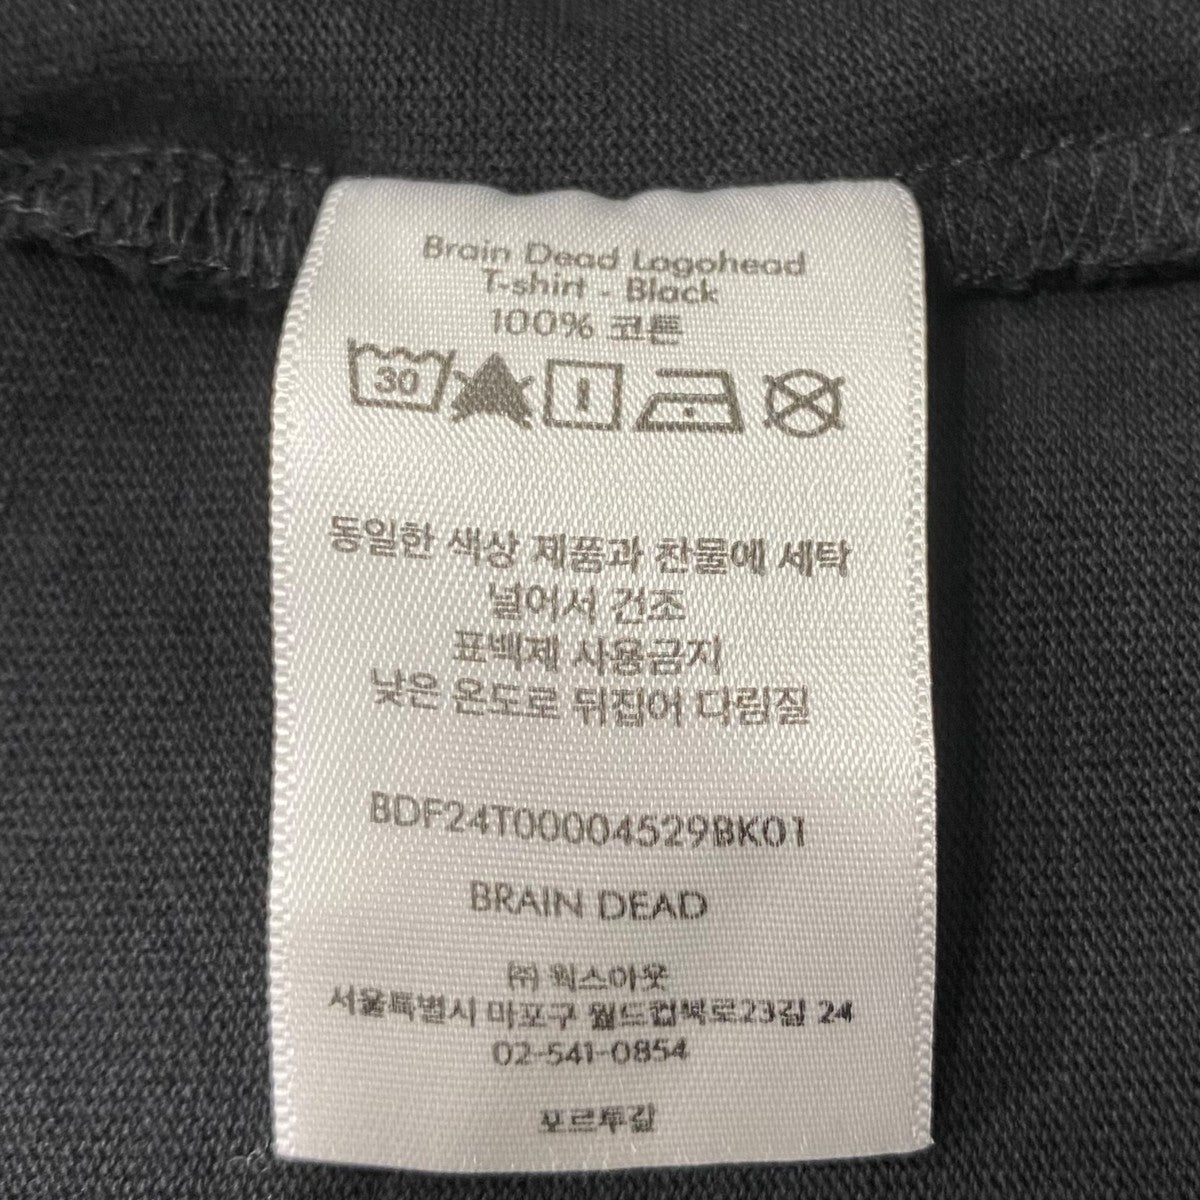 Brain Dead Logohead
T-shirt - Black
100% 코튼
30
동일한 색상 제품과 찬물에 세탁
널어서 건조
표백제 사용금지
낮은 온도로 뒤집어 다림질
BDF24T00004529BK01
BRAIN DEAD
㈜ 웍스아웃
서울특별시 마포구 월드컵북로23길 24
02-541-0854
포르투갈